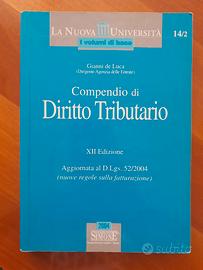 LA NUOVA UNIVERSITÀ
i volumi di base
14/2
Gianni de Luca
(Dirigente Agenzia delle Entrate)
Compendio di
Diritto Tributario
XII Edizione
Aggiornata al D.Lgs. 52/2004
(nuove regole sulla fatturazione)
2004
SIMONE
subito